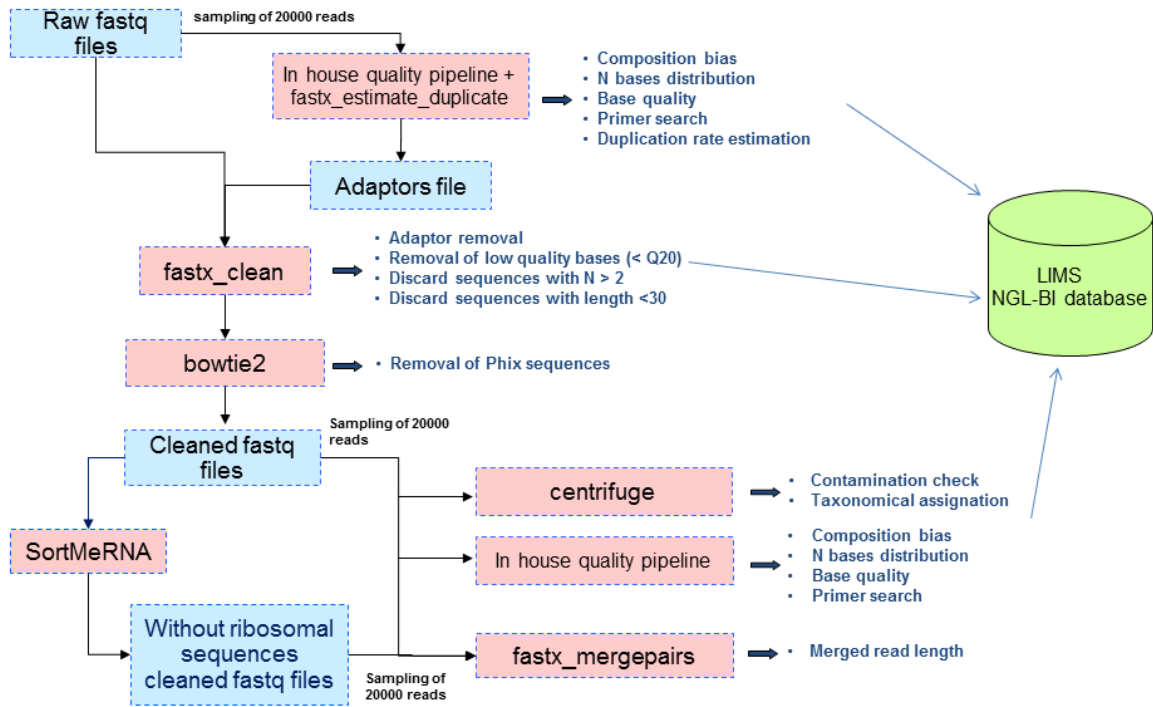 Raw fastq
files
sampling of 20000 reads
In house quality pipeline +
fastx_estimate_duplicate
• Composition bias
• N bases distribution
• Base quality
• Primer search
• Duplication rate estimation
Adaptors file
fastx_clean
• Adaptor removal
• Removal of low quality bases (< Q20)
• Discard sequences with N > 2
• Discard sequences with length <30
LIMS
NGL-BI database
bowtie2
• Removal of Phix sequences
Cleaned fastq
files
Sampling of 20000
reads
centrifuge
• Contamination check
• Taxonomical assignation
SortMeRNA
In house quality pipeline
• Composition bias
• N bases distribution
• Base quality
• Primer search
Without ribosomal
sequences
cleaned fastq files
Sampling of
20000 reads
fastx_mergepairs
• Merged read length